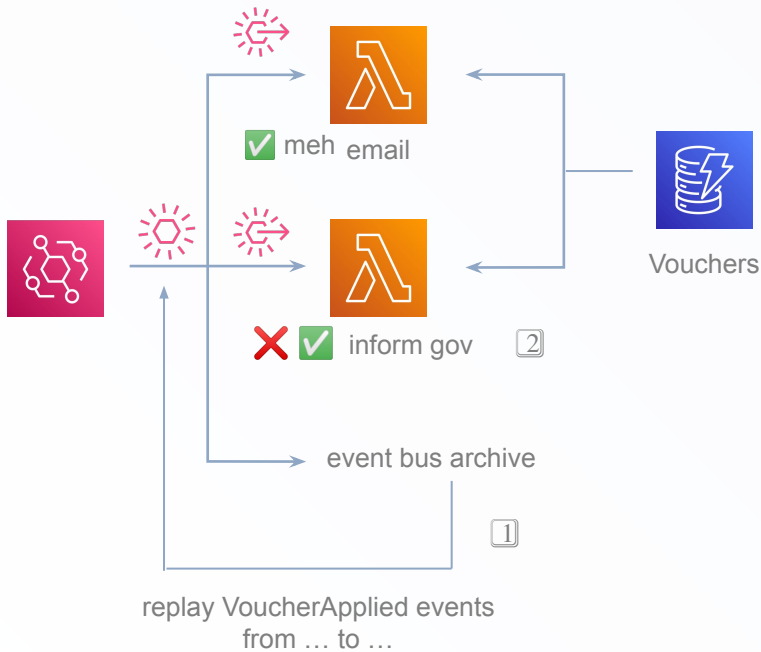 meh email
Vouchers
inform gov
2
event bus archive
1
replay VoucherApplied events
from … to …